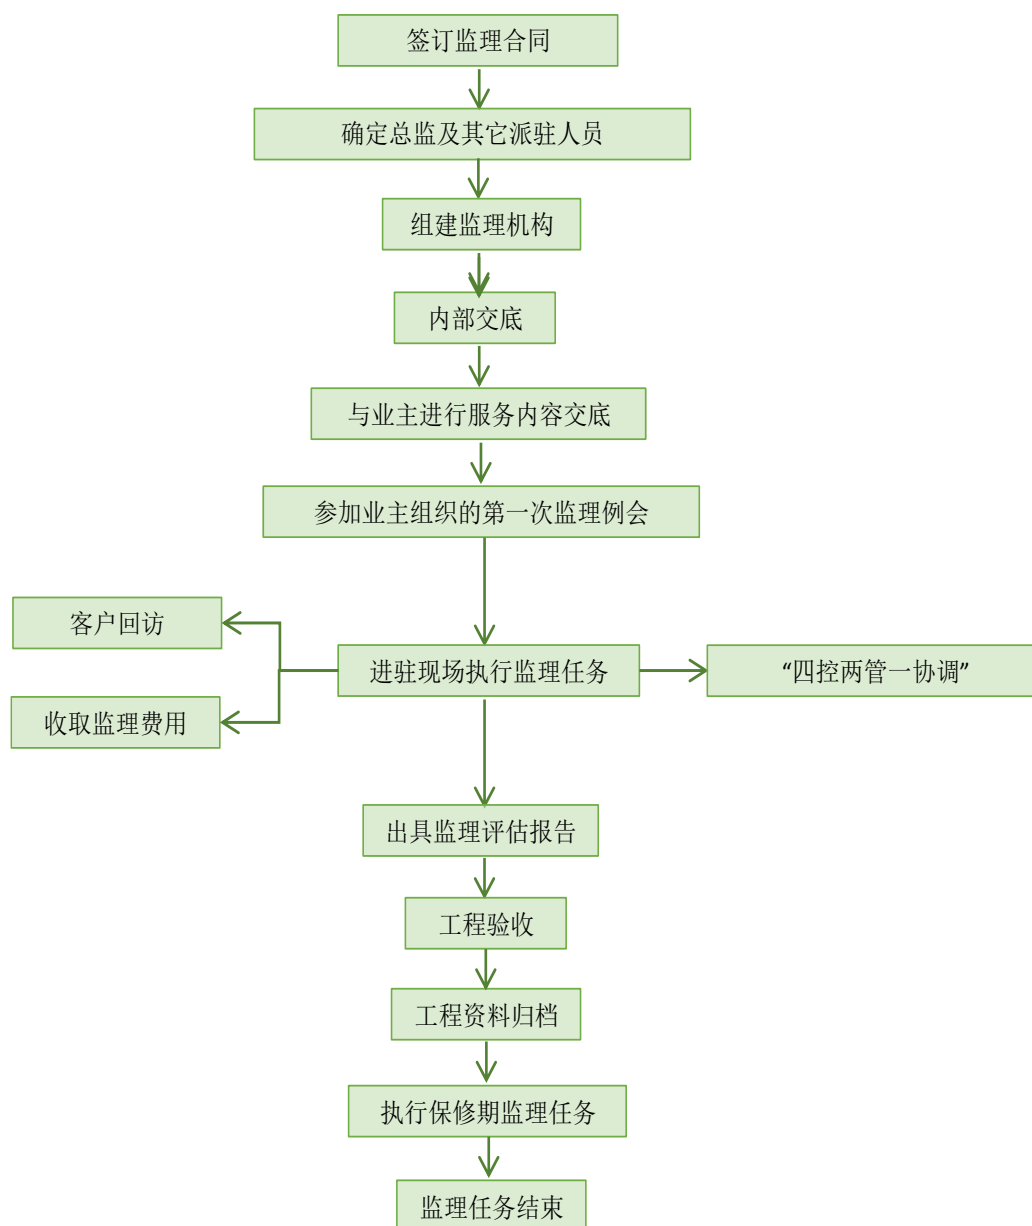 签订监理合同
确定总监及其它派驻人员
组建监理机构
内部交底
与业主进行服务内容交底
参加业主组织的第一次监理例会
客户回访
进驻现场执行监理任务
“四控两管一协调”
收取监理费用
出具监理评估报告
工程验收
工程资料归档
执行保修期监理任务
监理任务结束